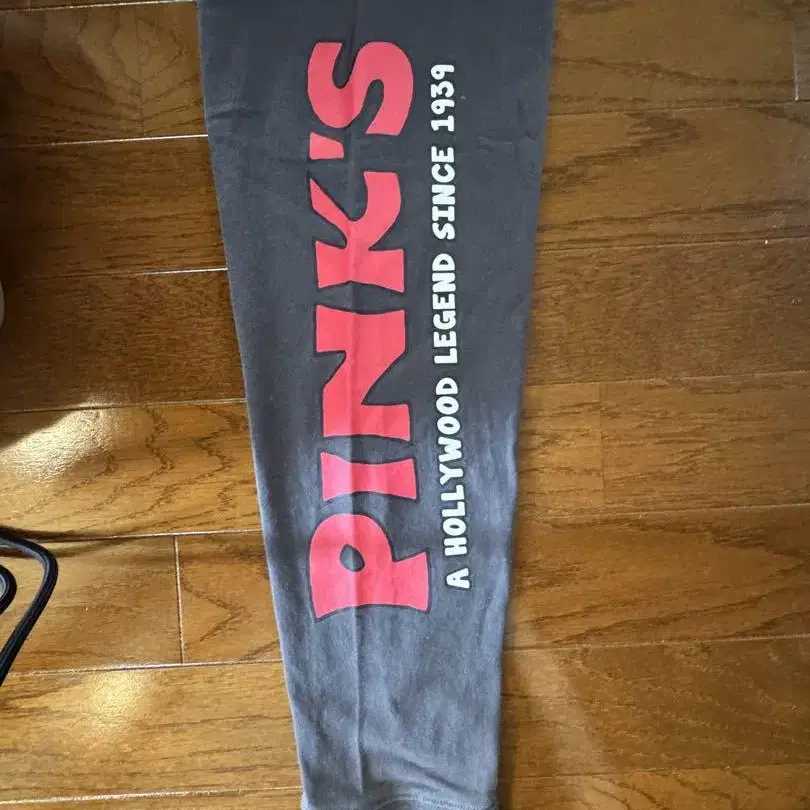 PINK'S
A HOLLYWOOD LEGEND SINCE 1939